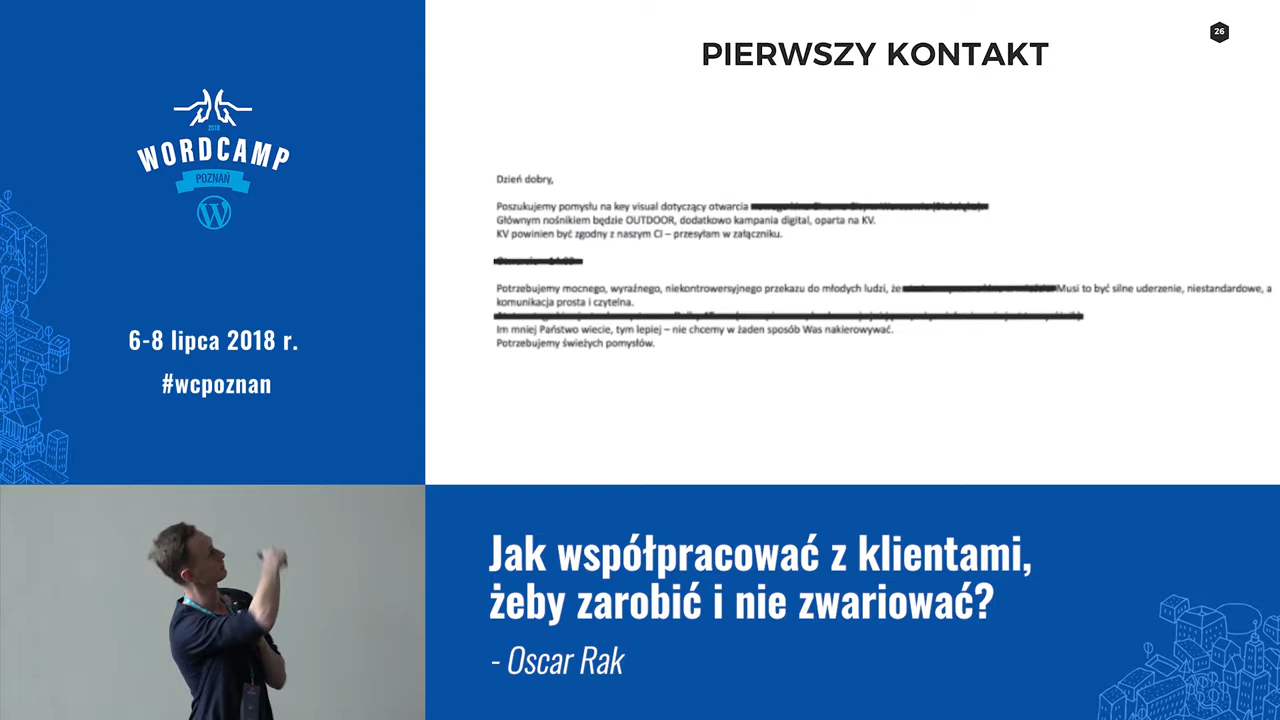 2018
WORDCAMP
POZNAŃ
6-8 lipca 2018 r.
#wcpoznan
PIERWSZY KONTAKT
26
Dzień dobry,
Poszukujemy pomysłu na key visual dotyczący otwarcia
Głównym nośnikiem będzie OUTDOOR, dodatkowo kampania digital, oparta na KV.
KV powinien być zgodny z naszym CI – przesyłam w załączniku.
Potrzebujemy mocnego, wyraźnego, niekontrowersyjnego przekazu do młodych ludzi, że Musi to być silne uderzenie, niestandardowe, a
komunikacja prosta i czytelna.
Im mniej Państwo wiecie, tym lepiej – nie chcemy w żaden sposób Was nakierowywać.
Potrzebujemy świeżych pomysłów.
Jak współpracować z klientami,
żeby zarobić i nie zwariować?
- Oscar Rak